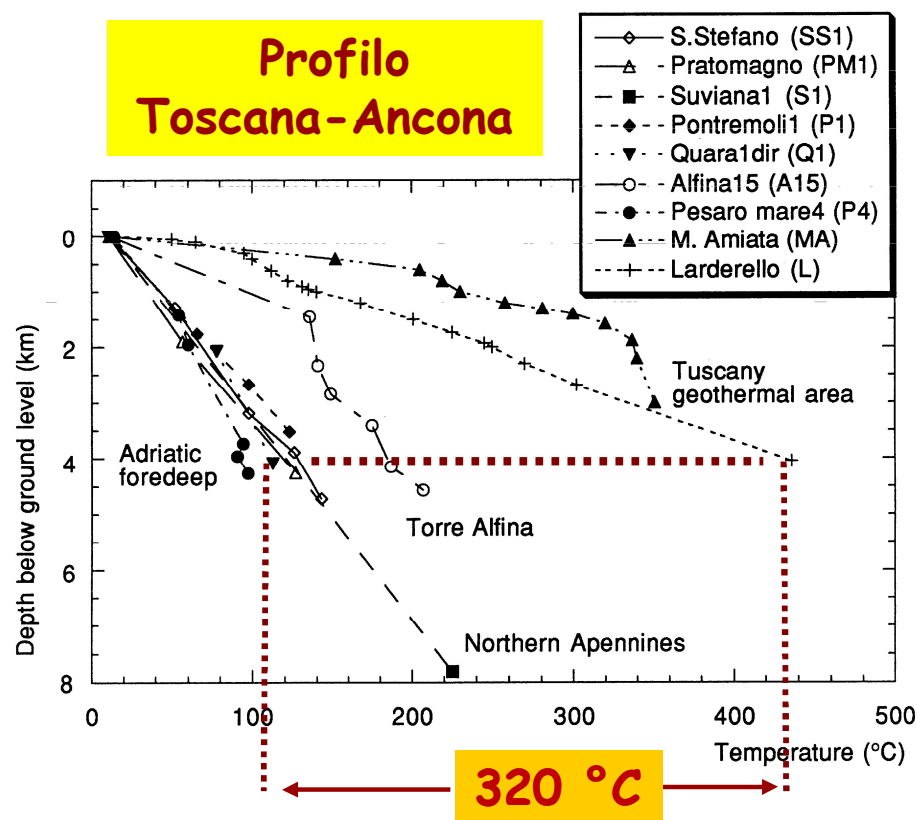 Profilo
Toscana-Ancona
S.Stefano (SS1)
Pratomagno (PM1)
Suviana1 (S1)
Pontremoli1 (P1)
Quara1dir (Q1)
Alfina15 (A15)
Pesaro mare4 (P4)
M. Amiata (MA)
Larderello (L)
Depth below ground level (km)
0
2
4
6
8
Tuscany
geothermal area
Adriatic
foredeep
Torre Alfina
Northern Apennines
0
100
200
300
400
500
Temperature (°C)
320 °C